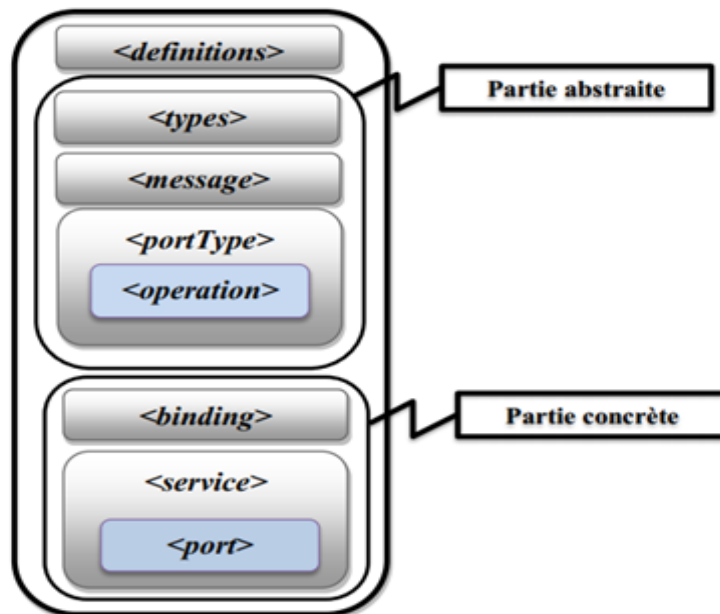 <definitions>
Partie abstraite
<types>
<message>
<portType>
<operation>
<binding>
Partie concrète
<service>
<port>